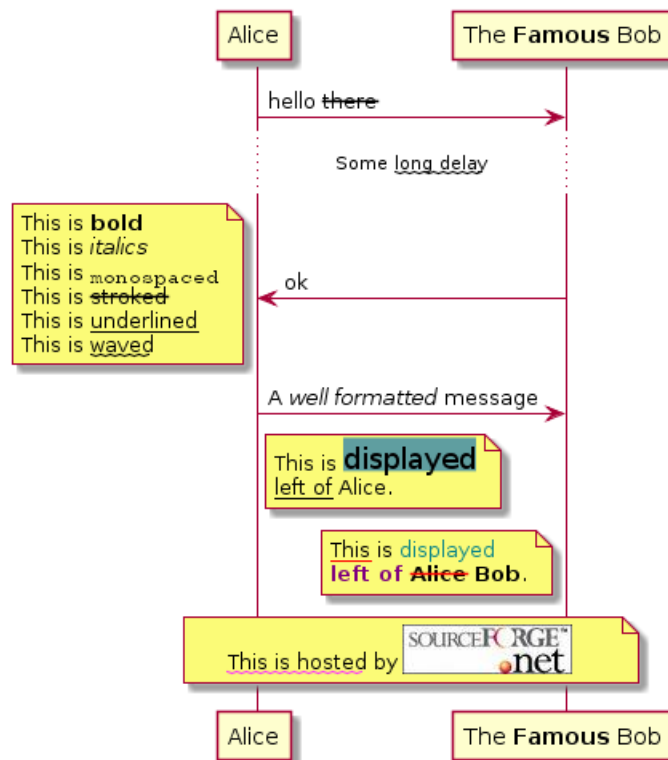 Alice
The Famous Bob
hello there
Some long delay
This is bold
This is italics
This is monospaced
This is stroked
This is underlined
This is waved
ok
A well formatted message
This is displayed
left of Alice.
This is displayed
left of Alice Bob.
This is hosted by SOURCEFORGE™
.net
Alice
The Famous Bob